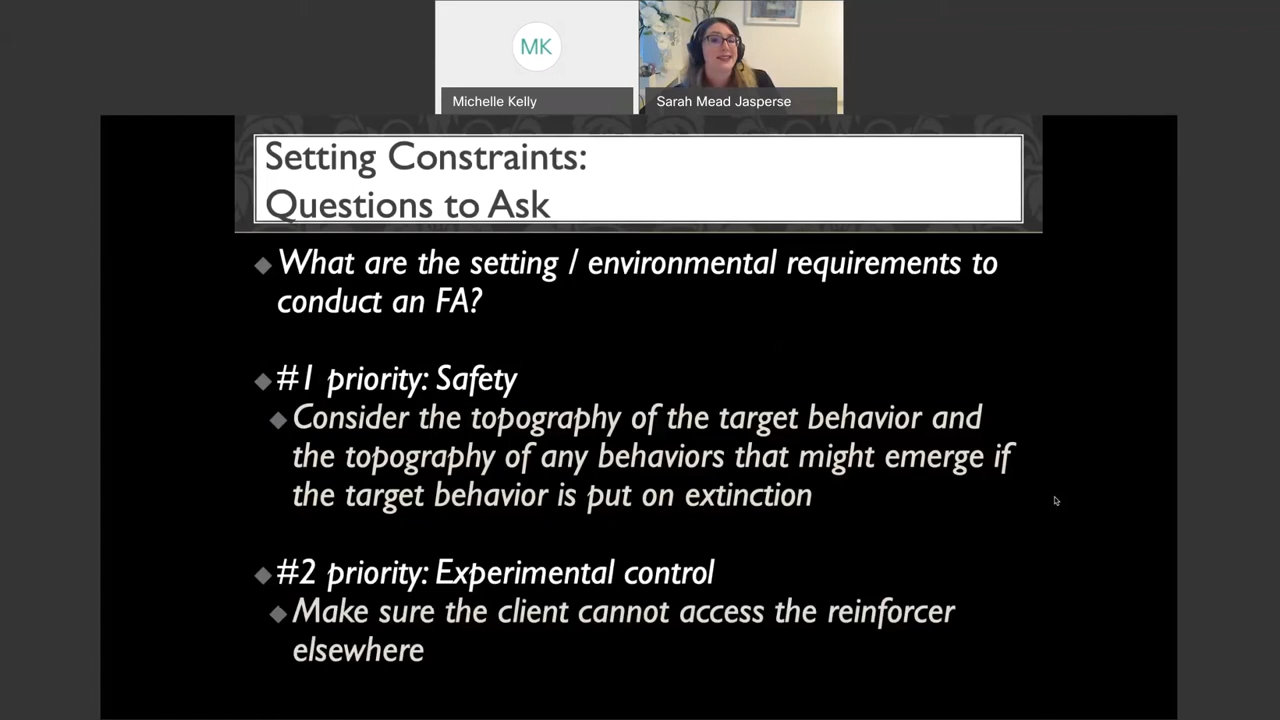 MK
Michelle Kelly
Sarah Mead Jasperse
Setting Constraints:
Questions to Ask
What are the setting / environmental requirements to
conduct an FA?
#1 priority: Safety
Consider the topography of the target behavior and
the topography of any behaviors that might emerge if
the target behavior is put on extinction
#2 priority: Experimental control
Make sure the client cannot access the reinforcer
elsewhere